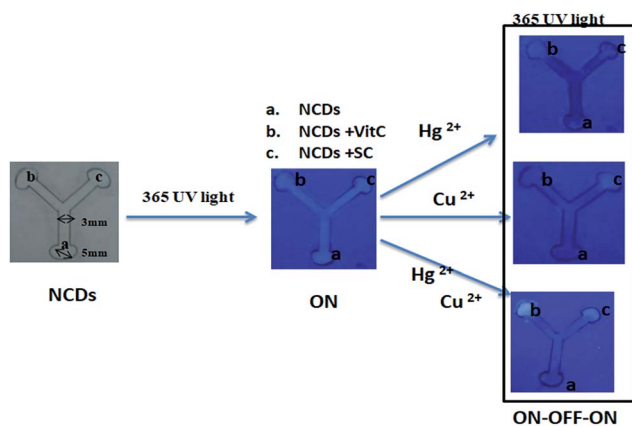 365 UV light
b
c
a
a. NCDs
b. NCDs +VitC
c. NCDs +SC
Hg 2+
b
c
3mm
a
5mm
NCDs
365 UV light
b
c
a
ON
Cu 2+
b
c
a
Hg 2+
Cu 2+
b
c
a
ON-OFF-ON